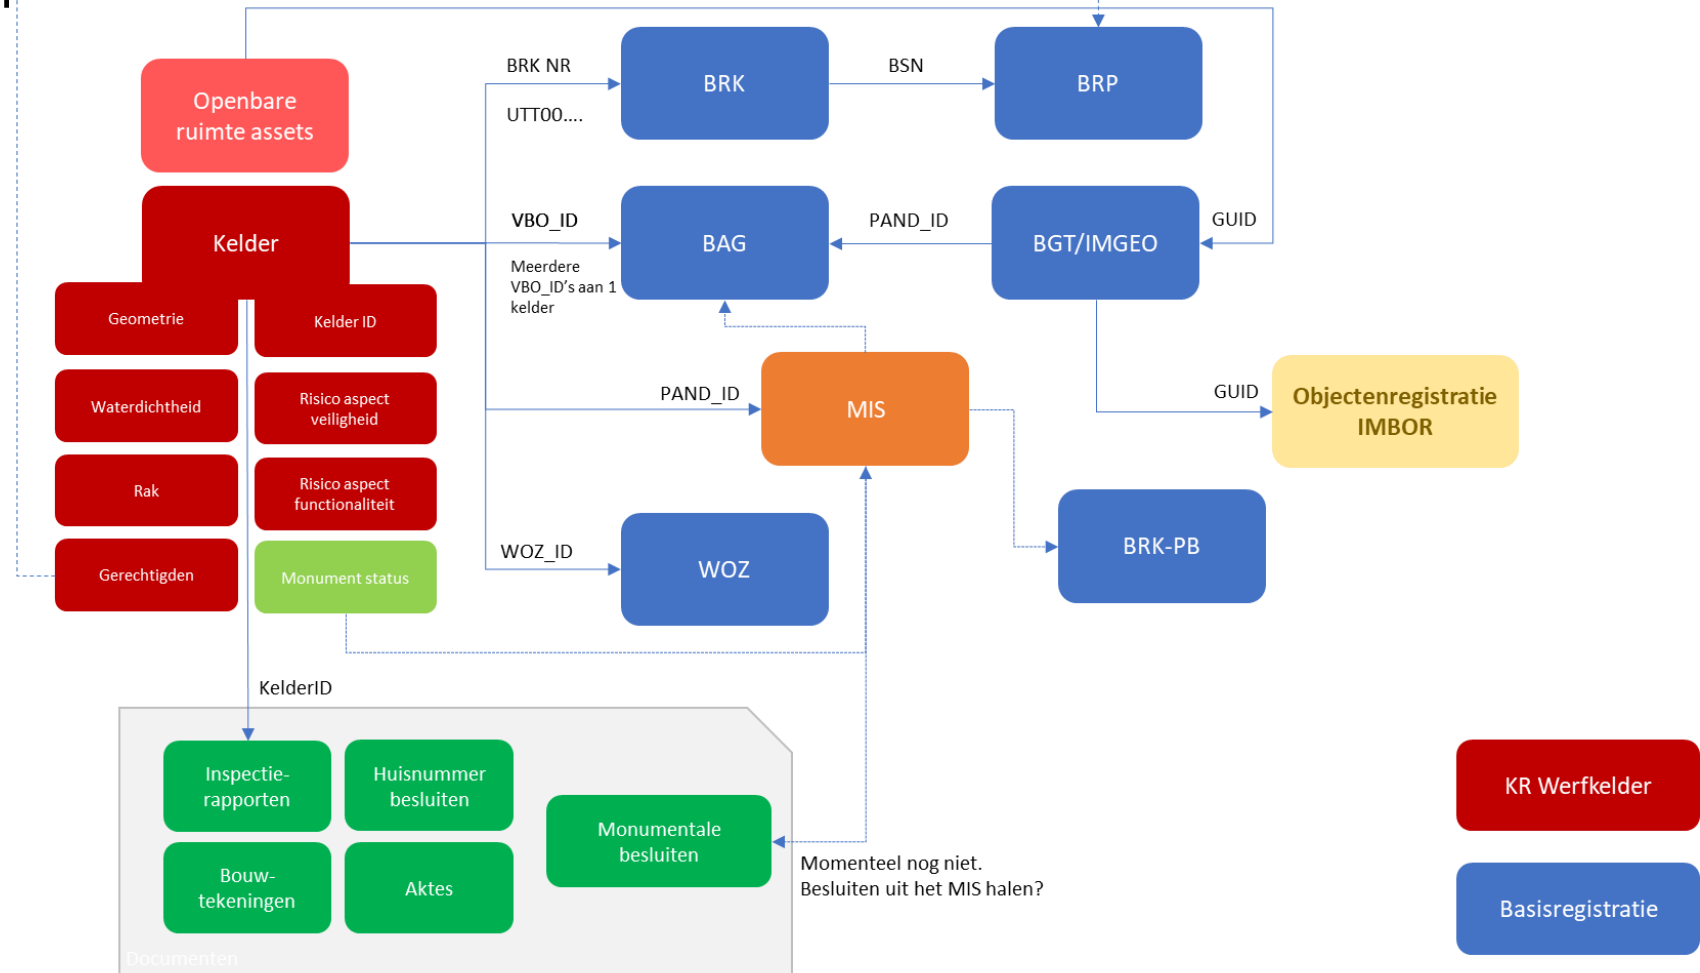 Openbare
ruimte assets
BRK NR
UTT00....
BRK
BSN
BRP
Kelder
VBO_ID
Meerdere
VBO_ID's aan 1
kelder
BAG
PAND_ID
BGT/IMGEO
GUID
Geometrie
Kelder ID
Waterdichtheid
Risico aspect
veiligheid
PAND_ID
MIS
GUID
Objectenregistratie
IMBOR
Rak
Risico aspect
functionaliteit
Gerechtigden
Monument status
WOZ_ID
WOZ
BRK-PB
KelderID
Inspectie-
rapporten
Huisnummer
besluiten
Monumentale
besluiten
Bouw-
tekeningen
Aktes
Momenteel nog niet.
Besluiten uit het MIS halen?
Documenten
KR Werfkelder
Basisregistratie